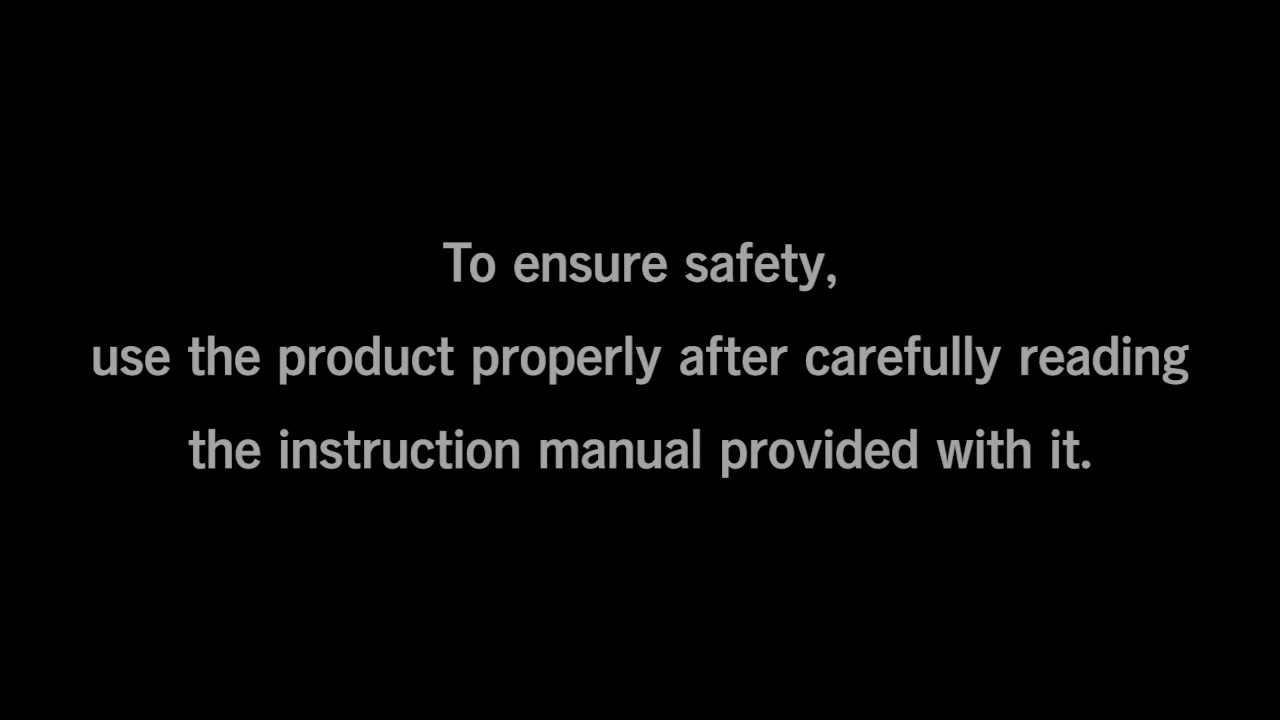 To ensure safety,
use the product properly after carefully reading
the instruction manual provided with it.